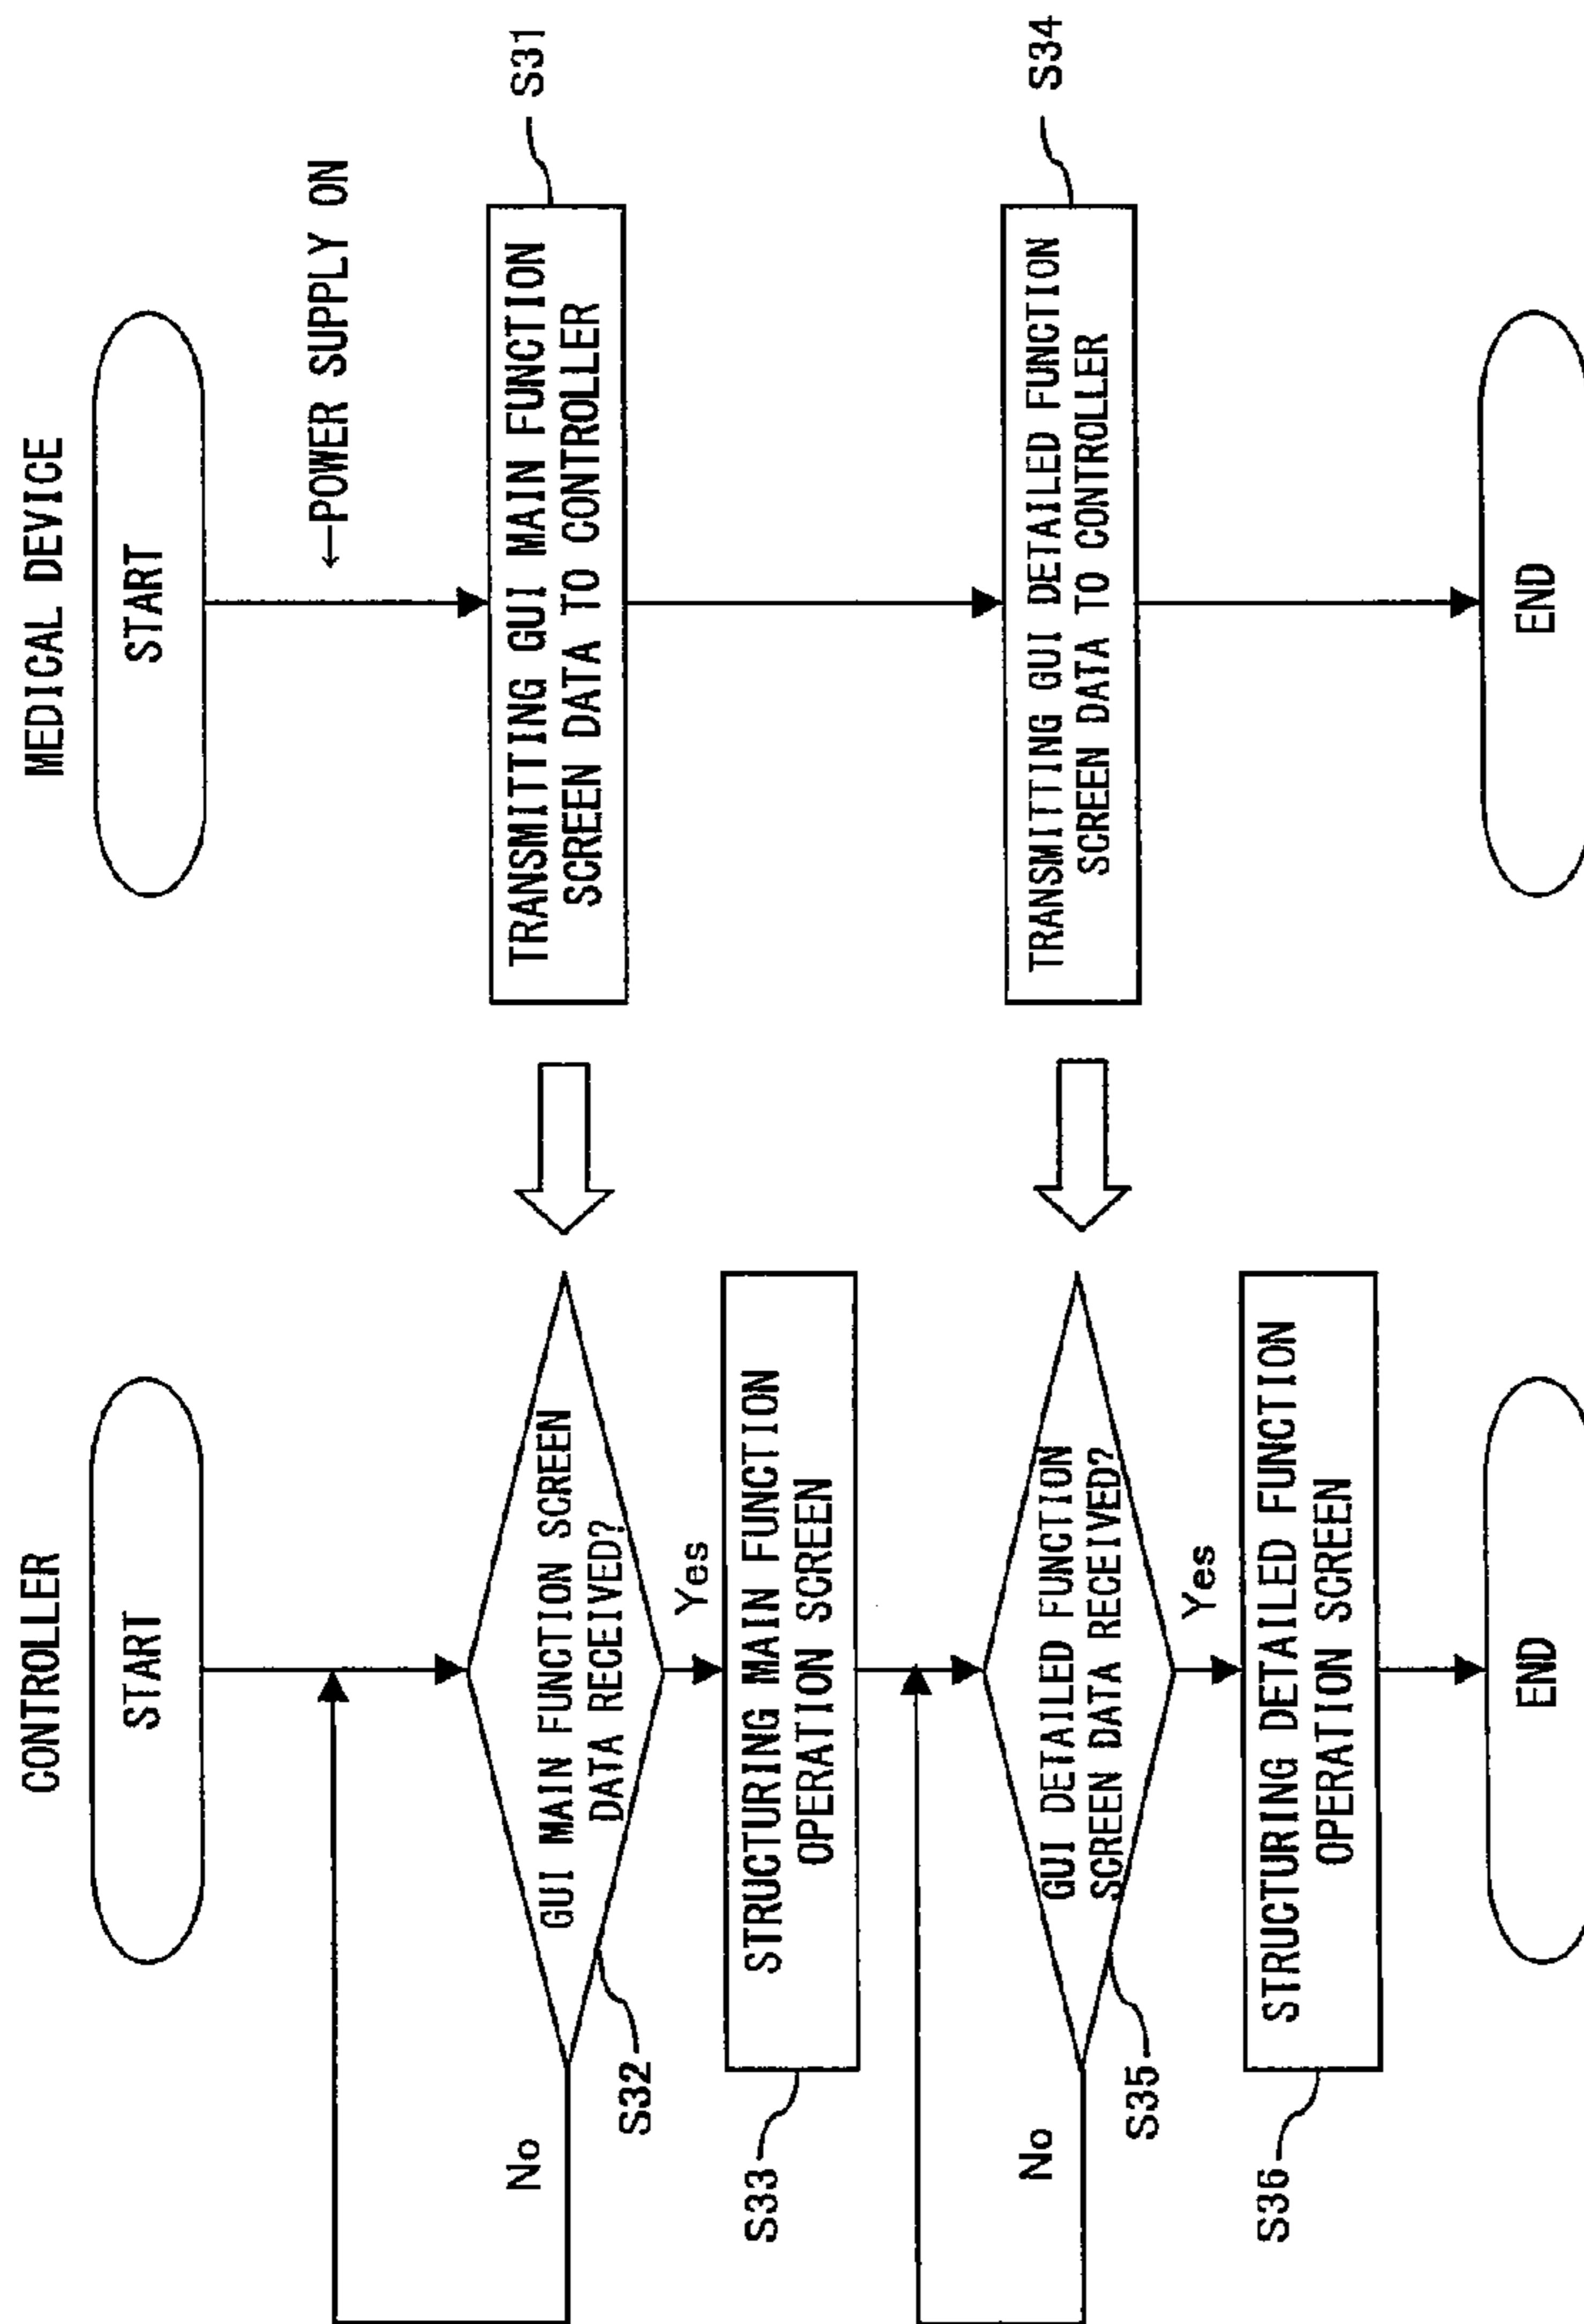 CONTROLLER
START
No
GUI MAIN FUNCTION SCREEN
DATA RECEIVED?
S32
Yes
STRUCTURING MAIN FUNCTION
OPERATION SCREEN
S33
No
GUI DETAILED FUNCTION
SCREEN DATA RECEIVED?
S35
Yes
STRUCTURING DETAILED FUNCTION
OPERATION SCREEN
S36
END
MEDICAL DEVICE
START
←POWER SUPPLY ON
TRANSMITTING GUI MAIN FUNCTION
SCREEN DATA TO CONTROLLER
S31
TRANSMITTING GUI DETAILED FUNCTION
SCREEN DATA TO CONTROLLER
S34
END